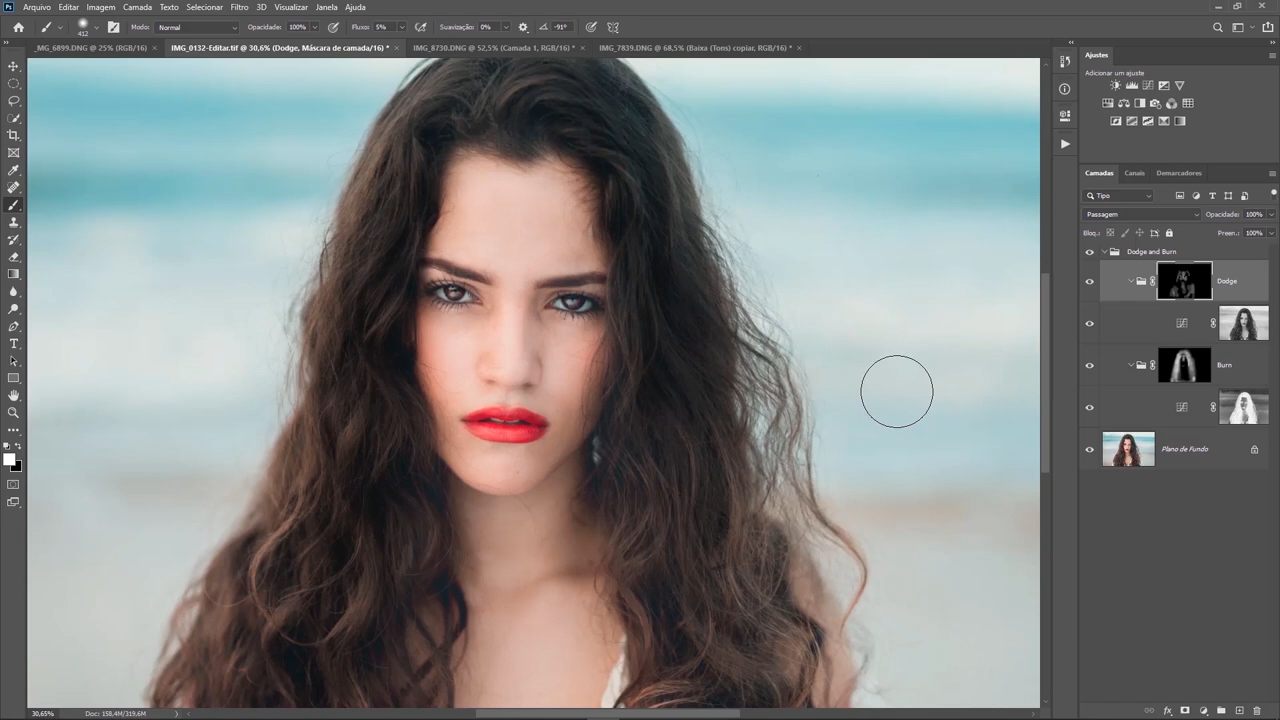 Ps Arquivo Editar Imagem Camada Texto Selecionar Filtro 3D Visualizar Janela Ajuda
412 Modo: Normal Opacidade: 100% Fluxo: 5% Suavização: 0% -91°
_MG_6899.DNG @ 25% (RGB/16) × IMG_0132-Editar.tif @ 30,6% (Dodge, Máscara de camada/16) * × IMG_8730.DNG @ 52,5% (Camada 1, RGB/16) * × IMG_7839.DNG @ 68,5% (Baixa (Tons) copiar, RGB/16) * ×
Ajustes
Adicionar um ajuste
Camadas Canais Demarcadores
Tipo
Passagem Opacidade: 100%
Bloq.: Preen.: 100%
Dodge and Burn
Dodge
Burn
Plano de Fundo
30,65% Doc: 158,4M/319,6M